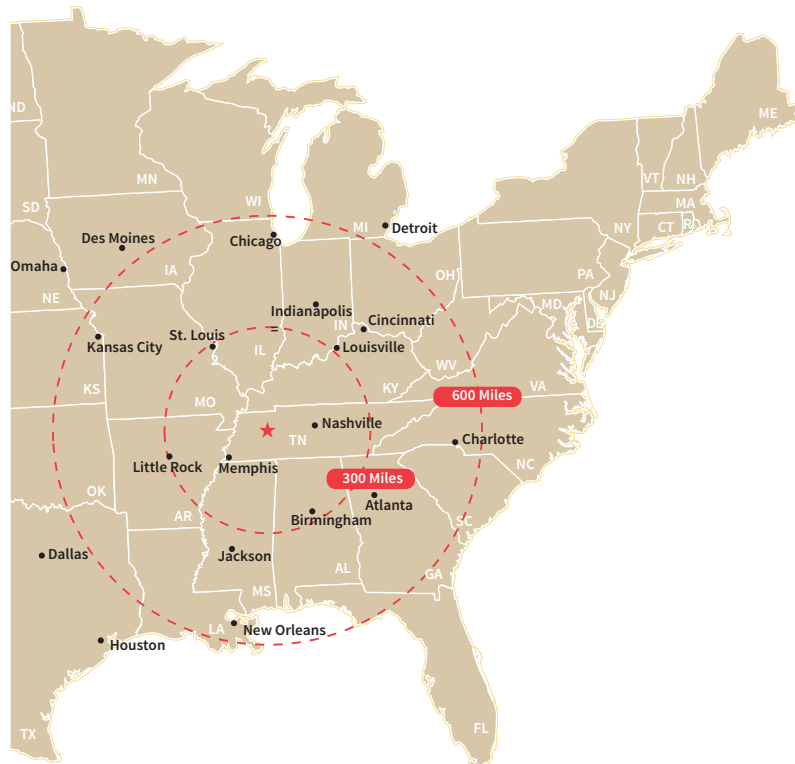 ND
ME
MN
VT
NH
WI
MA
SD
MI
NY
CT
RD
Detroit
Des Moines
Chicago
Omaha
IA
OH
PA
NE
NJ
MD
Indianapolis
Cincinnati
DE
IN
=
St. Louis
Kansas City
IL
Louisville
WV
KS
KY
VA
600 Miles
MO
Nashville
TN
Charlotte
Little Rock
Memphis
NC
300 Miles
OK
Atlanta
AR
Birmingham
SC
Dallas
Jackson
AL
GA
MS
LA
New Orleans
Houston
TX
FL